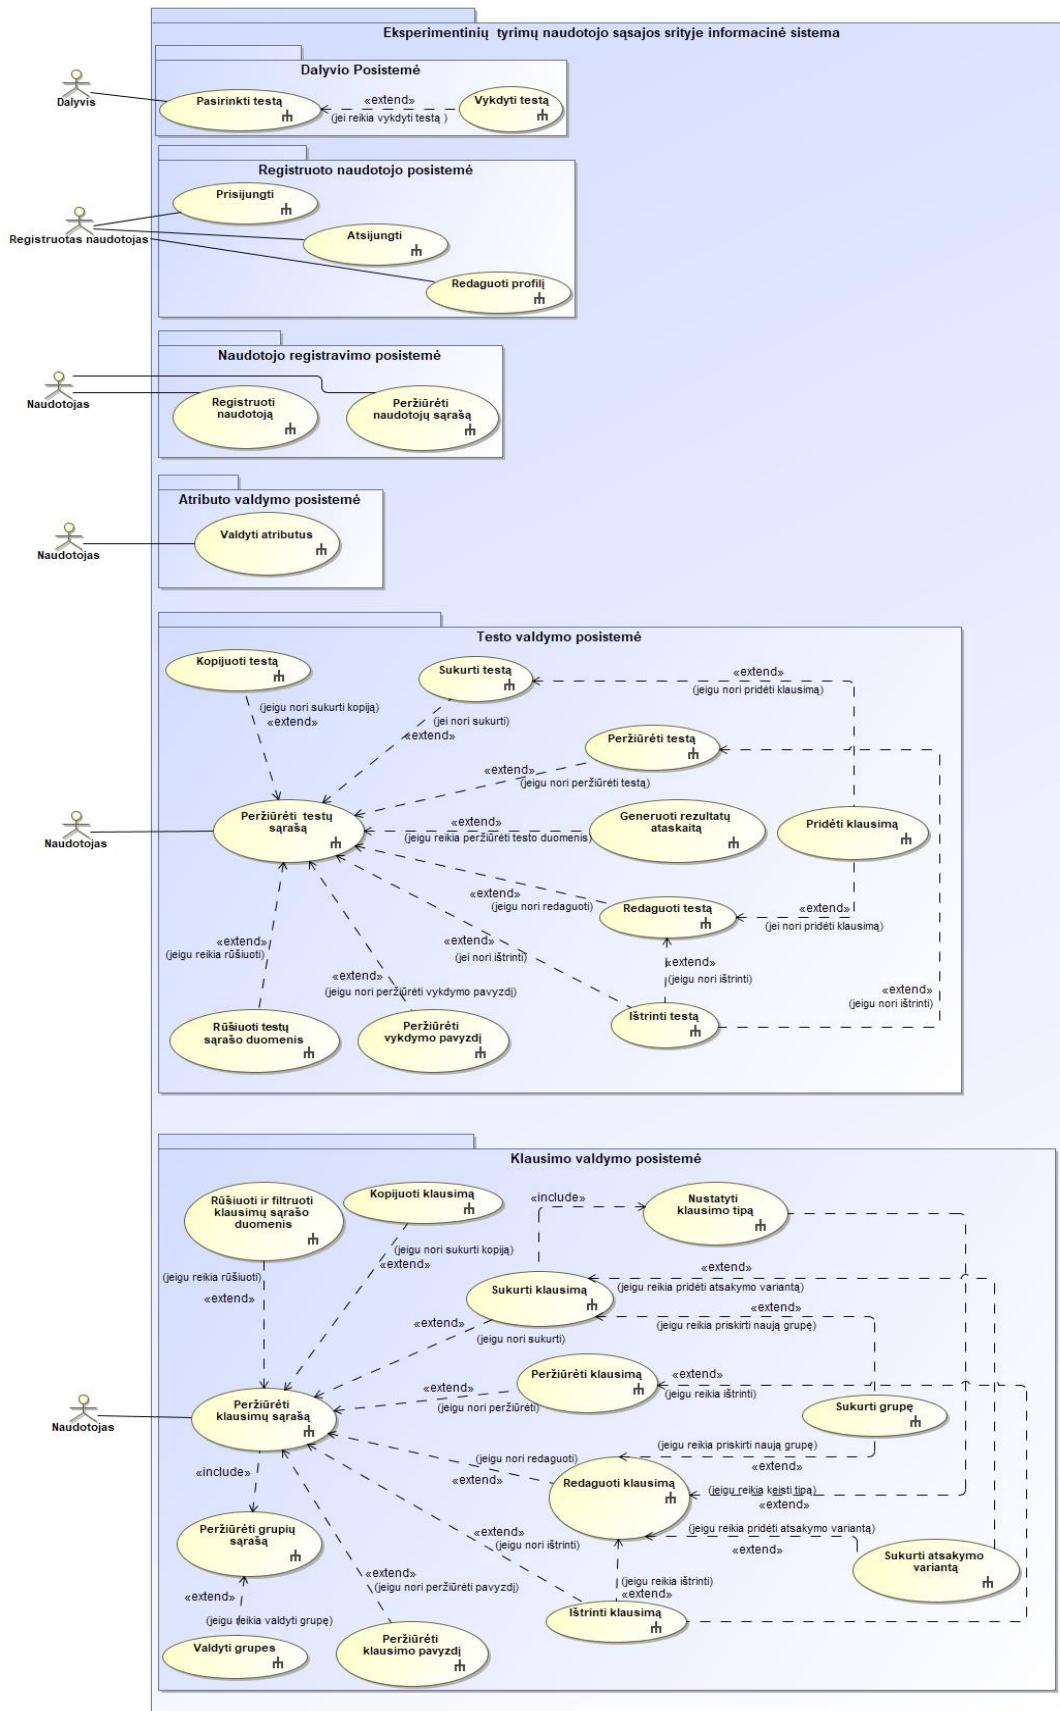 Eksperimentinių tyrimų naudotojo sąsajos srityje informacinė sistema
Dalyvio Posistemė
Dalyvis
Pasirinkti testą
«extend»
(jei reikia vykdyti testą )
Vykdyti testą
Registruoto naudotojo posistemė
Prisijungti
Registruotas naudotojas
Atsijungti
Redaguoti profilį
Naudotojo registravimo posistemė
Naudotojas
Registruoti
naudotoją
Peržiūrėti
naudotojų sąrašą
Atributo valdymo posistemė
Naudotojas
Valdyti atributus
Testo valdymo posistemė
Kopijuoti testą
Sukurti testą
«extend»
(jeigu nori pridėti klausimą)
(jeigu nori sukurti kopiją)
«extend»
(jei nori sukurti)
«extend»
Peržiūrėti testą
«extend»
(jeigu nori peržiūrėti testą)
Naudotojas
Peržiūrėti testų
sąrašą
«extend»
(jeigu reikia peržiūrėti testo duomenis)
Generuoti rezultatų
ataskaitą
Pridėti klausimą
«extend»
(jeigu nori redaguoti)
Redaguoti testą
«extend»
(jei nori pridėti klausimą)
«extend»
(jeigu reikia rūšiuoti)
«extend»
(jei nori ištrinti)
«extend»
(jeigu nori ištrinti)
«extend»
(jeigu nori peržiūrėti vykdymo pavyzdį)
«extend»
(jeigu nori ištrinti)
Rūšiuoti testų
sąrašo duomenis
Peržiūrėti
vykdymo pavyzdį
Ištrinti testą
Klausimo valdymo posistemė
Rūšiuoti ir filtruoti
klausimų sąrašo
duomenis
Kopijuoti klausimą
«include»
Nustatyti
klausimo tipą
(jeigu nori sukurti kopiją)
«extend»
(jeigu reikia rūšiuoti)
«extend»
Sukurti klausimą
«extend»
(jeigu reikia pridėti atsakymo variantą)
«extend»
(jeigu reikia priskirti naują grupę)
«extend»
(jeigu nori sukurti)
Peržiūrėti klausimą
«extend»
(jeigu reikia ištrinti)
«extend»
(jeigu nori peržiūrėti)
Naudotojas
Peržiūrėti
klausimų sąrašą
Sukurti grupę
(jeigu reikia priskirti naują grupę)
«extend»
(jeigu nori redaguoti)
«extend»
Redaguoti klausimą
(jeigu reikia keisti tipą)
«extend»
«include»
(jeigu reikia pridėti atsakymo variantą)
«extend»
Peržiūrėti grupių
sąrašą
«extend»
(jeigu nori ištrinti)
Sukurti atsakymo
variantą
«extend»
(jeigu nori peržiūrėti pavyzdį)
(jeigu reikia ištrinti)
«extend»
«extend»
(jeigu reikia valdyti grupę)
Ištrinti klausimą
Valdyti grupes
Peržiūrėti
klausimo pavyzdį